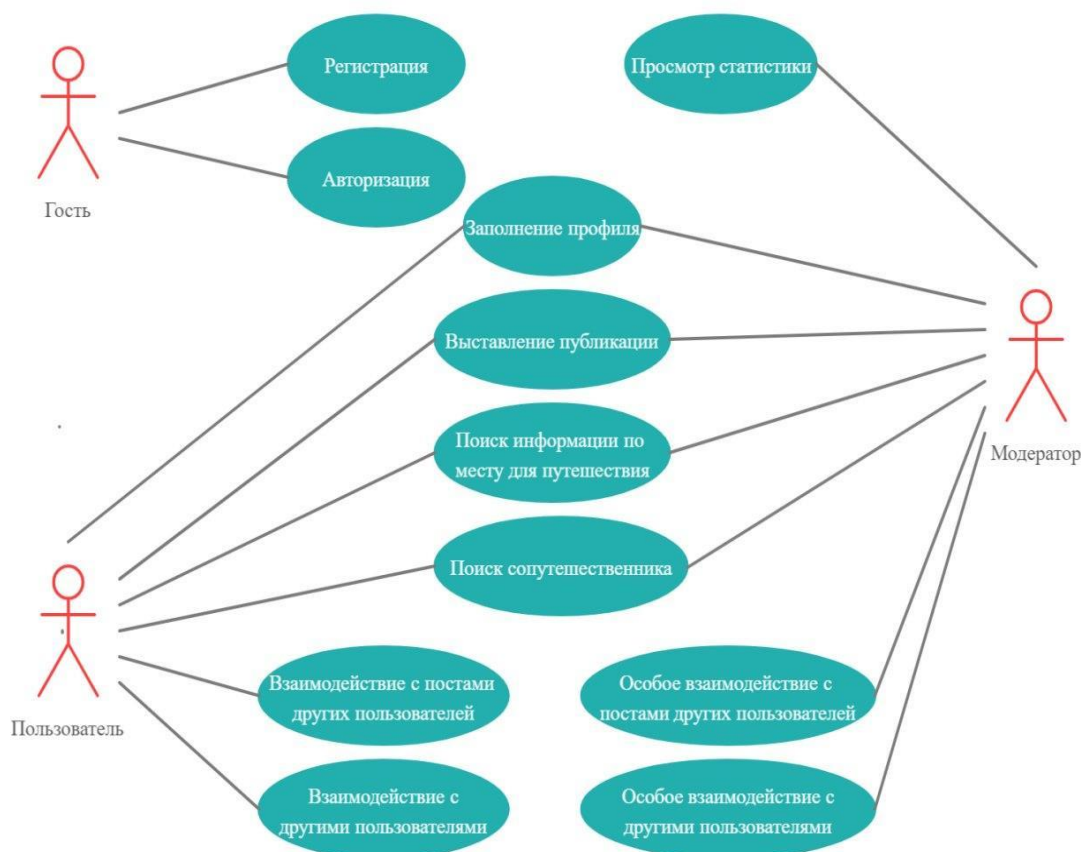 Регистрация
Просмотр статистики
Авторизация
Гость
Заполнение профиля
Выставление публикации
Поиск информации по
месту для путешествия
Модератор
Поиск сопутешественника
Взаимодействие с постами
других пользователей
Особое взаимодействие с
постами других пользователей
Пользователь
Взаимодействие с
другими пользователями
Особое взаимодействие с
другими пользователями